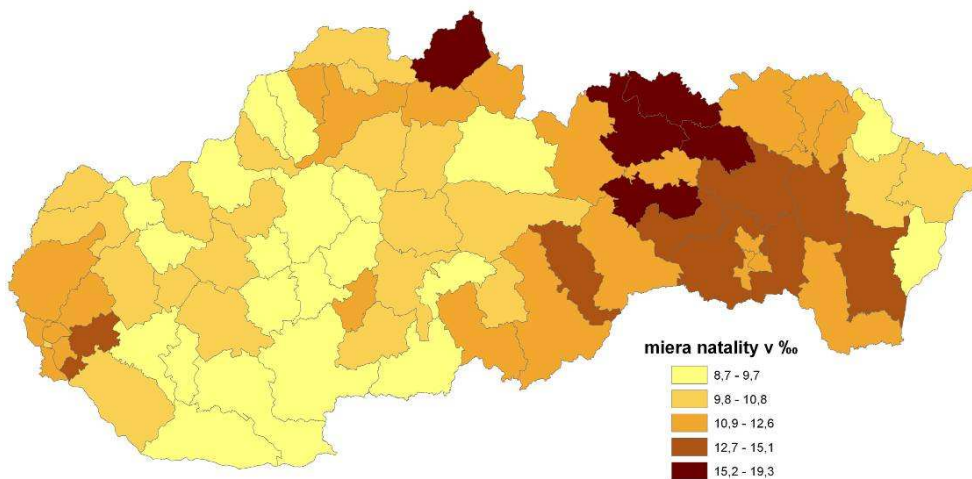 miera natality v ‰
8,7 - 9,7
9,8 - 10,8
10,9 - 12,6
12,7 - 15,1
15,2 - 19,3